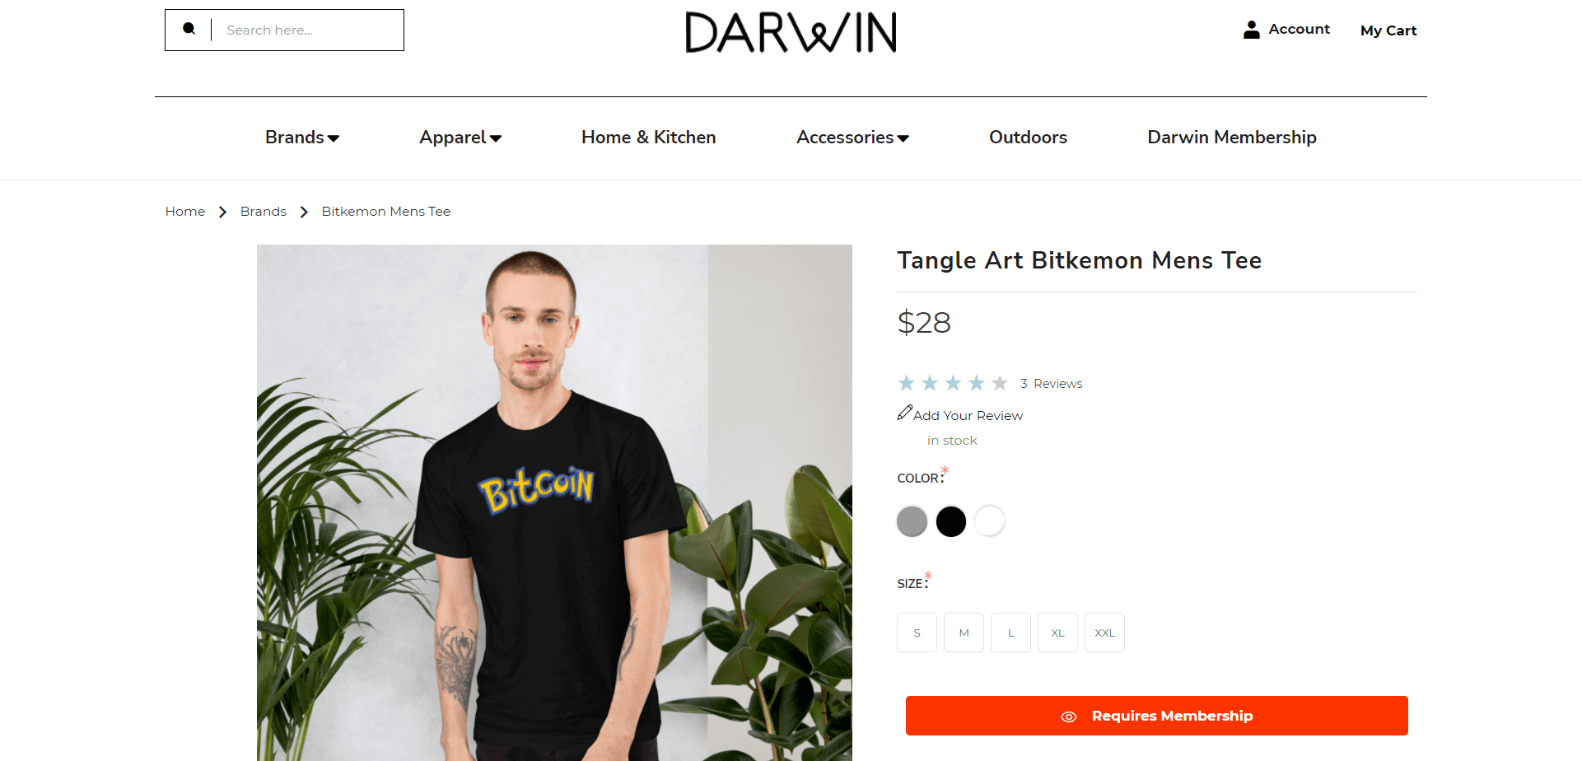 Search here...
DARWIN
Account
My Cart
Brands
Apparel
Home & Kitchen
Accessories
Outdoors
Darwin Membership
Home
Brands
Bitkemon Mens Tee
Tangle Art Bitkemon Mens Tee
$28
3 Reviews
Add Your Review
in stock
COLOR:*
SIZE:*
S
M
L
XL
XXL
Requires Membership
BitcoiN